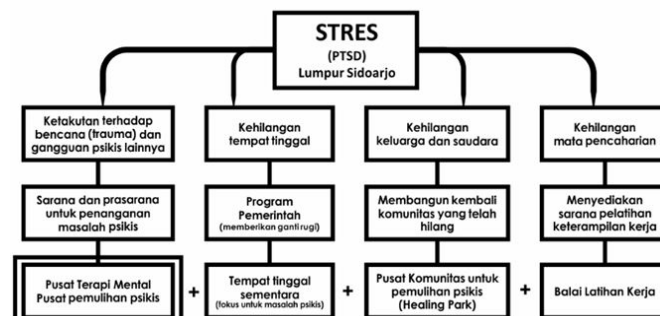 STRES
(PTSD)
Lumpur Sidoarjo
Ketakutan terhadap
bencana (trauma) dan
gangguan psikis lainnya
Kehilangan
tempat tinggal
Kehilangan
keluarga dan saudara
Kehilangan
mata pencaharian
Sarana dan prasarana
untuk penanganan
masalah psikis
Program
Pemerintah
(memberikan ganti rugi)
Membangun kembali
komunitas yang telah
hilang
Menyediakan
sarana pelatihan
keterampilan kerja
Pusat Terapi Mental
Pusat pemulihan psikis
+
Tempat tinggal
sementara
(fokus untuk masalah psikis)
+
Pusat Komunitas untuk
pemulihan psikis
(Healing Park)
+
Balai Latihan Kerja